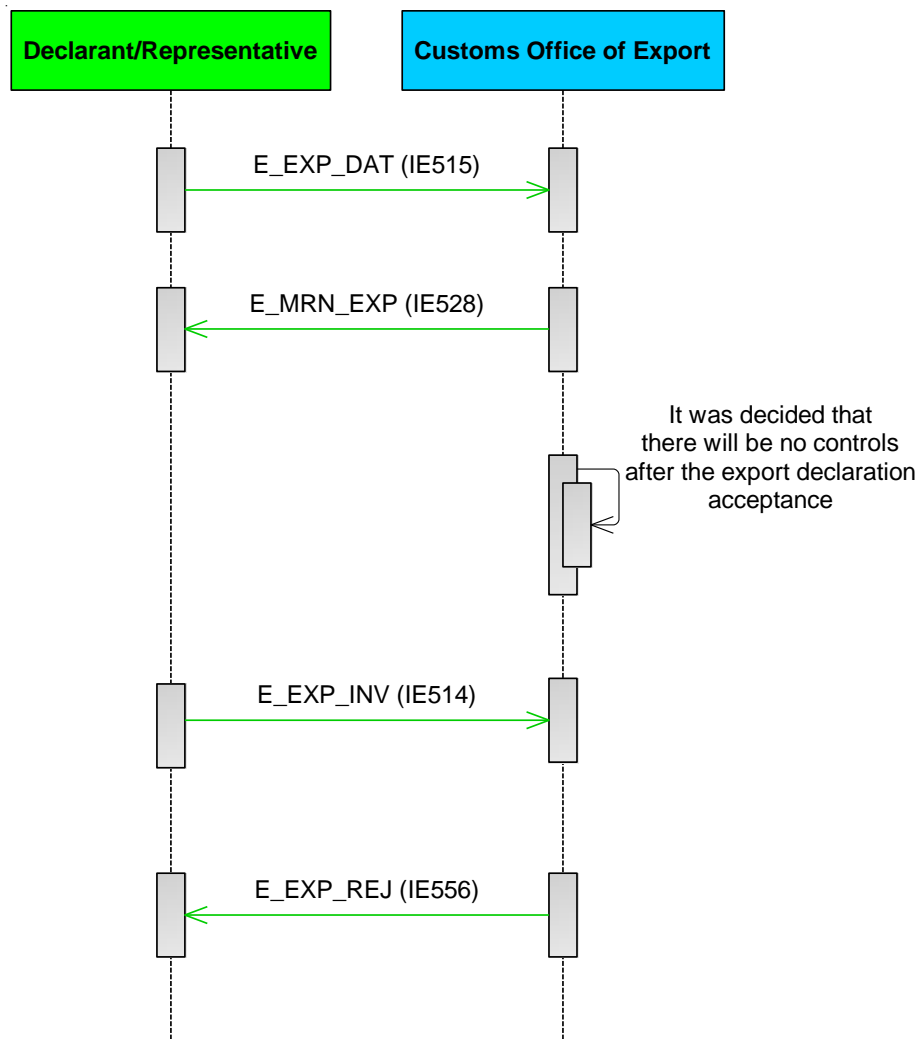 Declarant/Representative
Customs Office of Export
E_EXP_DAT (IE515)
E_MRN_EXP (IE528)
It was decided that
there will be no controls
after the export declaration
acceptance
E_EXP_INV (IE514)
E_EXP_REJ (IE556)